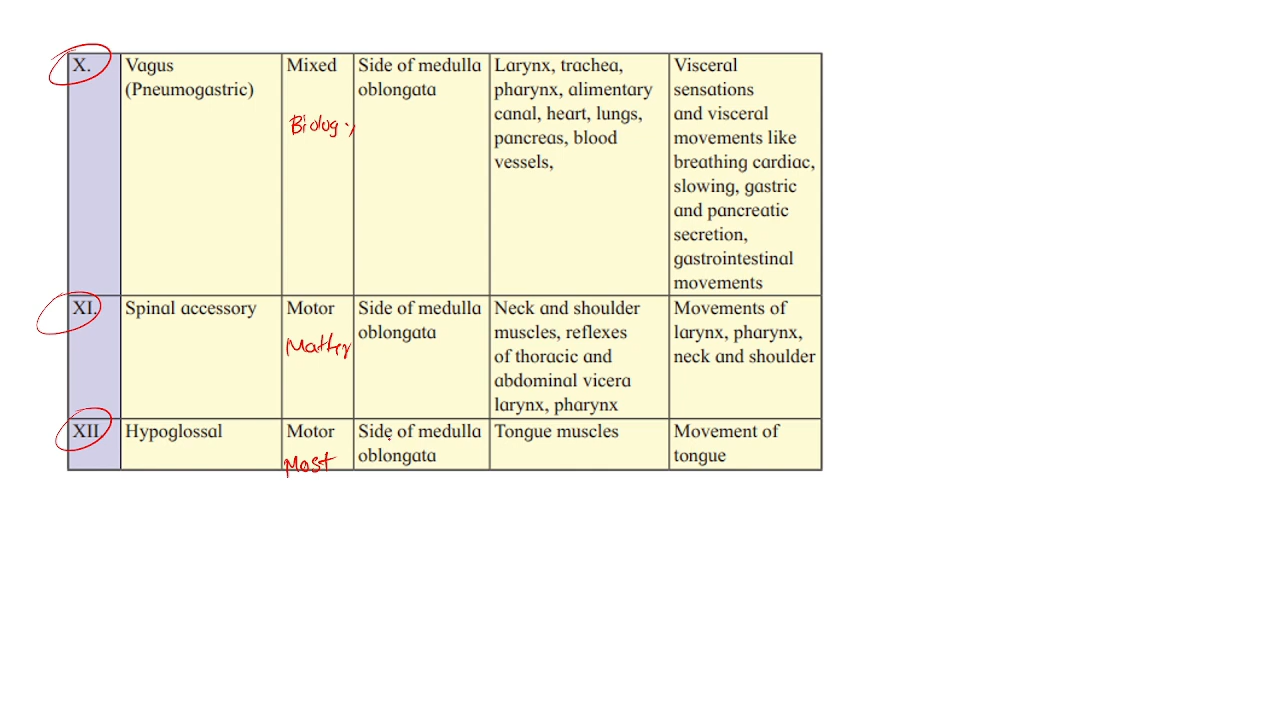 X.
Vagus
(Pneumogastric)
Mixed
Biology
Side of medulla
oblongata
Larynx, trachea,
pharynx, alimentary
canal, heart, lungs,
pancreas, blood
vessels,
Visceral
sensations
and visceral
movements like
breathing cardiac,
slowing, gastric
and pancreatic
secretion,
gastrointestinal
movements
XI.
Spinal accessory
Motor
Matter
Side of medulla
oblongata
Neck and shoulder
muscles, reflexes
of thoracic and
abdominal vicera
larynx, pharynx
Movements of
larynx, pharynx,
neck and shoulder
XII.
Hypoglossal
Motor
Most
Side of medulla
oblongata
Tongue muscles
Movement of
tongue